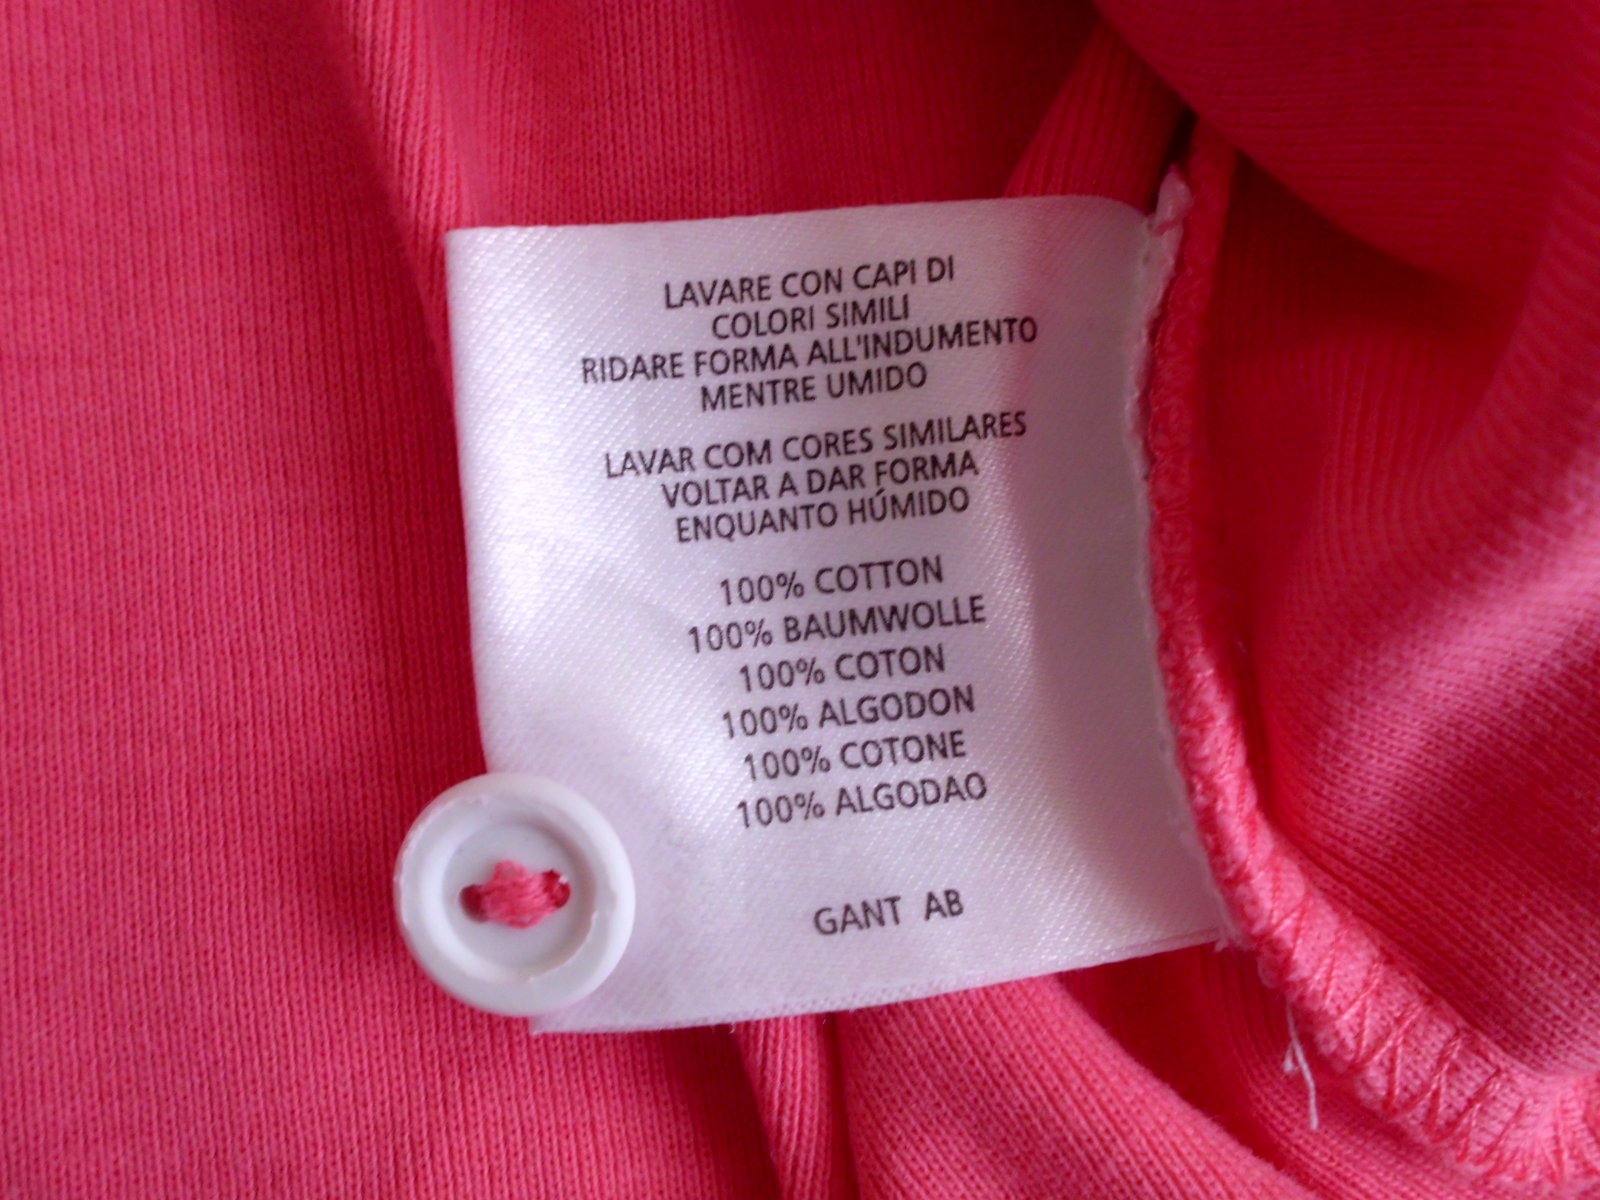 LAVARE CON CAPI DI
COLORI SIMILI
RIDARE FORMA ALL'INDUMENTO
MENTRE UMIDO
LAVAR COM CORES SIMILARES
VOLTAR A DAR FORMA
ENQUANTO HÚMIDO
100% COTTON
100% BAUMWOLLE
100% COTON
100% ALGODON
100% COTONE
100% ALGODAO
GANT AB